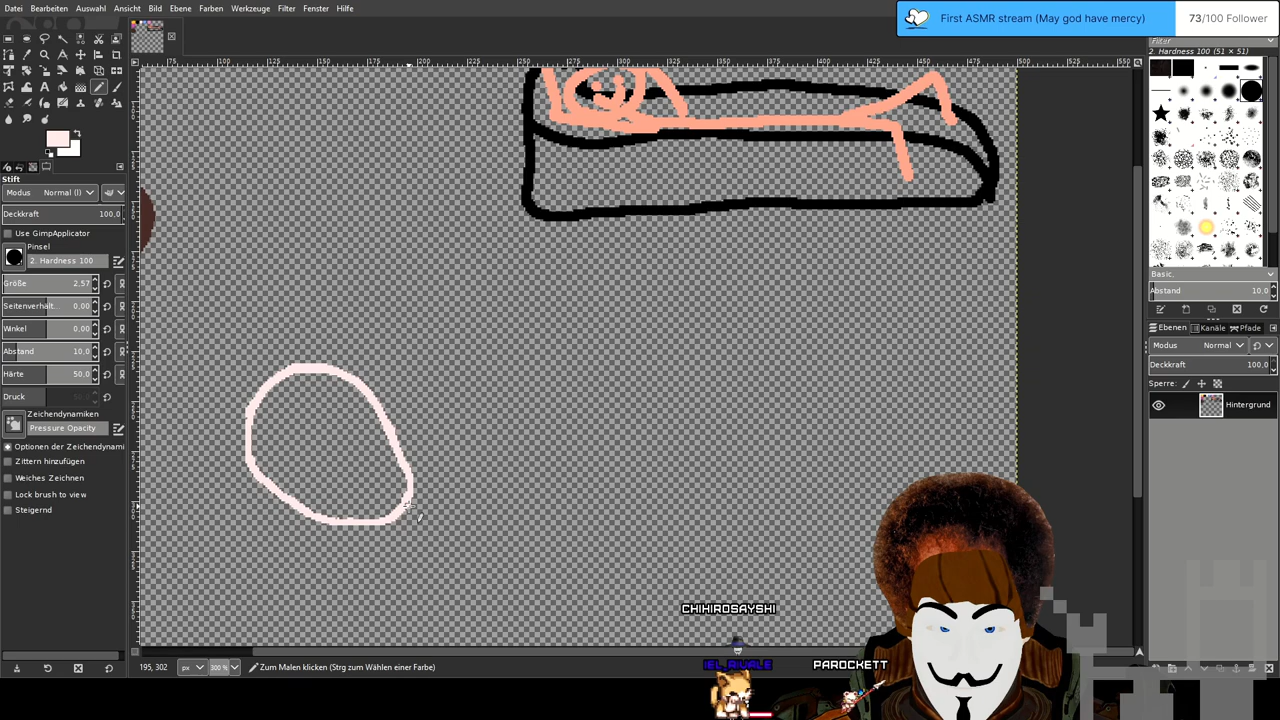 Datei Bearbeiten Auswahl Ansicht Bild Ebene Farben Werkzeuge Filter Fenster Hilfe
First ASMR stream (May god have mercy) 73/100 Follower
Filter
2. Hardness 100 (51 × 51)
Stift
Modus Normal (l)
Deckkraft 100,0
Use GimpApplicator
Pinsel
2. Hardness 100
Größe 2,57
Seitenverhält... 0,00
Winkel 0,00
Abstand 10,0
Härte 50,0
Druck 50,0
Zeichendynamiken
Pressure Opacity
Optionen der Zeichendynami
Zittern hinzufügen
Weiches Zeichnen
Lock brush to view
Steigernd
Basic,
Abstand 10,0
Ebenen Kanäle Pfade
Modus Normal
Deckkraft 100,0
Sperre:
Hintergrund
CHIHIROSAYSHI
IEL_RIVALE PAROCKETT
195, 302 px 300 % Zum Malen klicken (Strg zum Wählen einer Farbe)